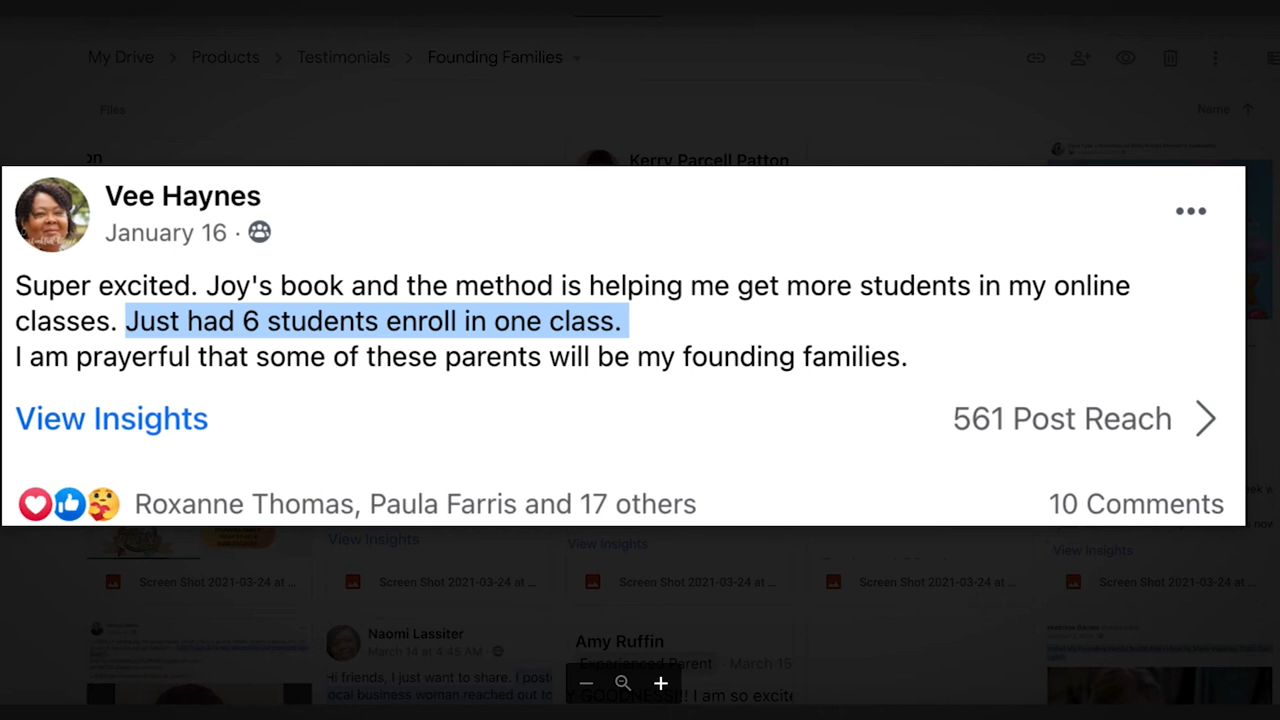 My Drive > Products > Testimonials > Founding Families
Files
Name
on
Kerry Parcell Patton
Vee Haynes
January 16 ·
Super excited. Joy's book and the method is helping me get more students in my online
classes. Just had 6 students enroll in one class.
I am prayerful that some of these parents will be my founding families.
View Insights
561 Post Reach
Roxanne Thomas, Paula Farris and 17 others
10 Comments
View Insights
View Insights
View Insights
Screen Shot 2021-03-24 at ...
Screen Shot 2021-03-24 at ...
Screen Shot 2021-03-24 at ...
Screen Shot 2021-03-24 at ...
Screen Shot 2021-03-24 at ...
Naomi Lassiter
March 14 at 4:45 AM ·
Hi friends, I just want to share. I post
ocal business woman reached out to
Amy Ruffin
Experienced Parent · March 15
Y GOODNESS!!! I am so excite